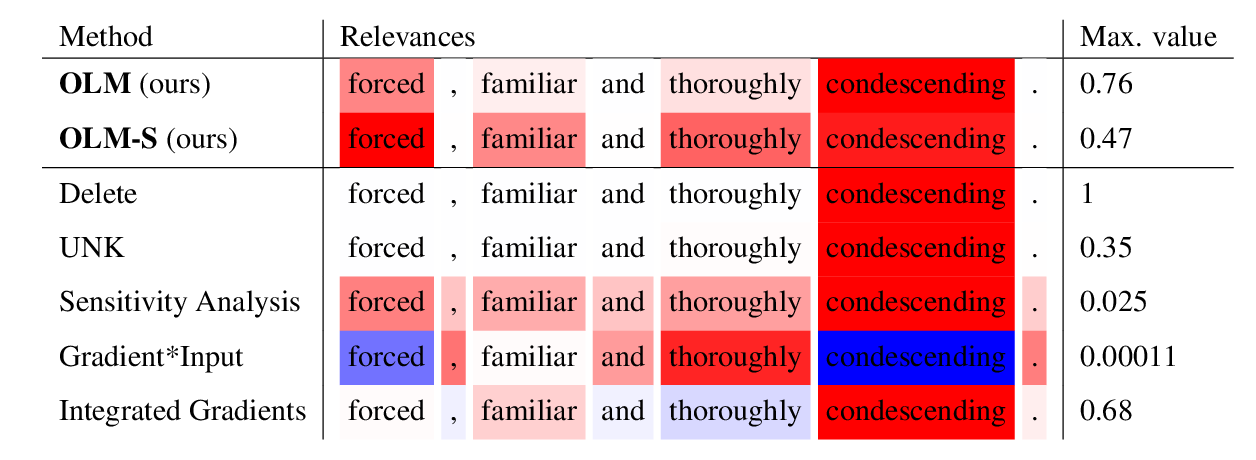 Method Relevances Max. value
OLM (ours) forced , familiar and thoroughly condescending . 0.76
OLM-S (ours) forced , familiar and thoroughly condescending . 0.47
Delete forced , familiar and thoroughly condescending . 1
UNK forced , familiar and thoroughly condescending . 0.35
Sensitivity Analysis forced , familiar and thoroughly condescending . 0.025
Gradient*Input forced , familiar and thoroughly condescending . 0.00011
Integrated Gradients forced , familiar and thoroughly condescending . 0.68